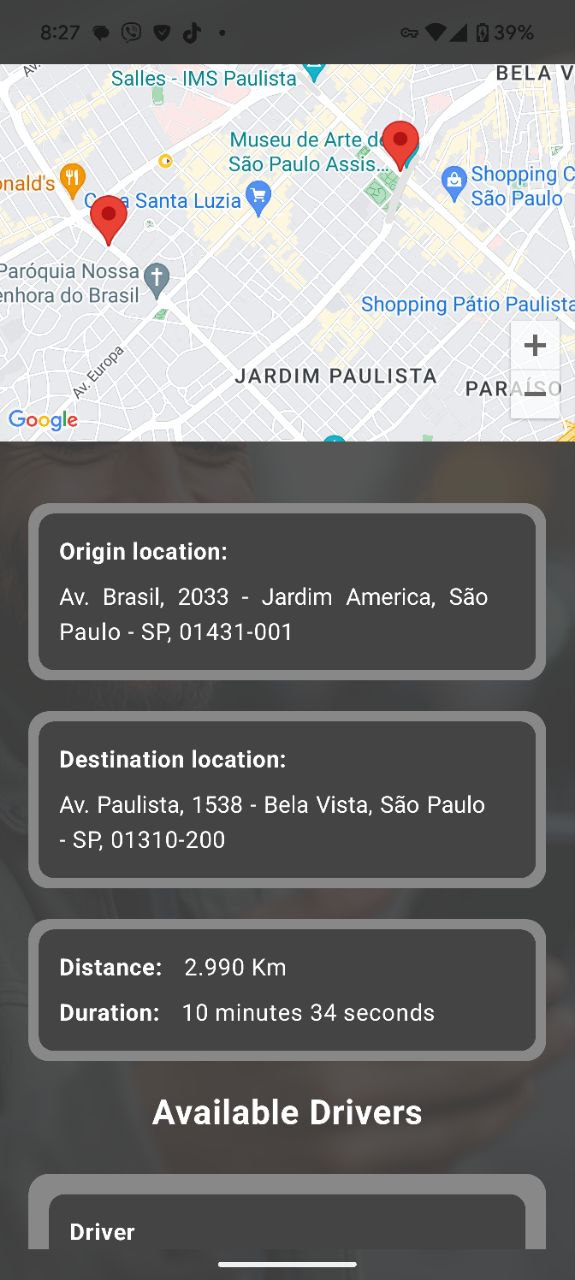 8:27
39%
Av.
Salles - IMS Paulista
BELA V
Museu de Arte de
São Paulo Assis...
onald's
Shopping C
São Paulo
Santa Luzia
Paróquia Nossa
enhora do Brasil
Shopping Pátio Paulista
Av. Europa
JARDIM PAULISTA
PARAÍSO
+
−
Google
Origin location:
Av. Brasil, 2033 - Jardim America, São
Paulo - SP, 01431-001
Destination location:
Av. Paulista, 1538 - Bela Vista, São Paulo
- SP, 01310-200
Distance: 2.990 Km
Duration: 10 minutes 34 seconds
Available Drivers
Driver